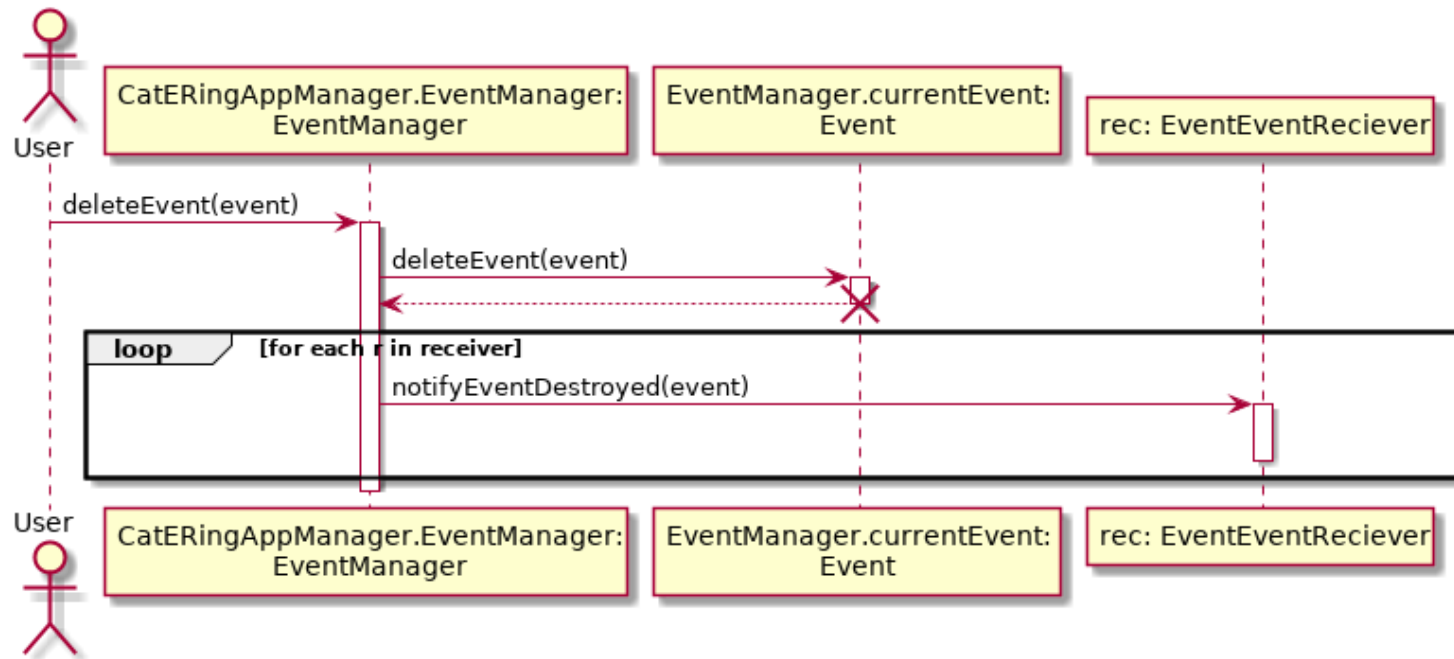 User
CatERingAppManager.EventManager:
EventManager
EventManager.currentEvent:
Event
rec: EventEventReciever
deleteEvent(event)
deleteEvent(event)
loop
[for each r in receiver]
notifyEventDestroyed(event)
User
CatERingAppManager.EventManager:
EventManager
EventManager.currentEvent:
Event
rec: EventEventReciever